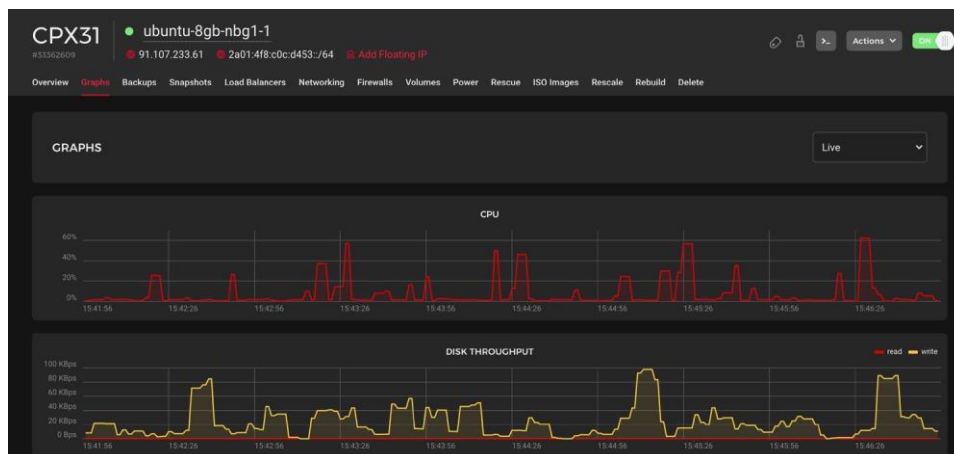 CPX31
#33362609
ubuntu-8gb-nbg1-1
91.107.233.61 2a01:4f8:c0c:d453::/64 Add Floating IP
Actions
ON
Overview Graphs Backups Snapshots Load Balancers Networking Firewalls Volumes Power Rescue ISO Images Rescale Rebuild Delete
GRAPHS
Live
CPU
60%
40%
20%
0%
15:41:56 15:42:26 15:42:56 15:43:26 15:43:56 15:44:26 15:44:56 15:45:26 15:45:56 15:46:26
DISK THROUGHPUT
read write
100 KBps
80 KBps
60 KBps
40 KBps
20 KBps
0 Bps
15:41:56 15:42:26 15:42:56 15:43:26 15:43:56 15:44:26 15:44:56 15:45:26 15:45:56 15:46:26